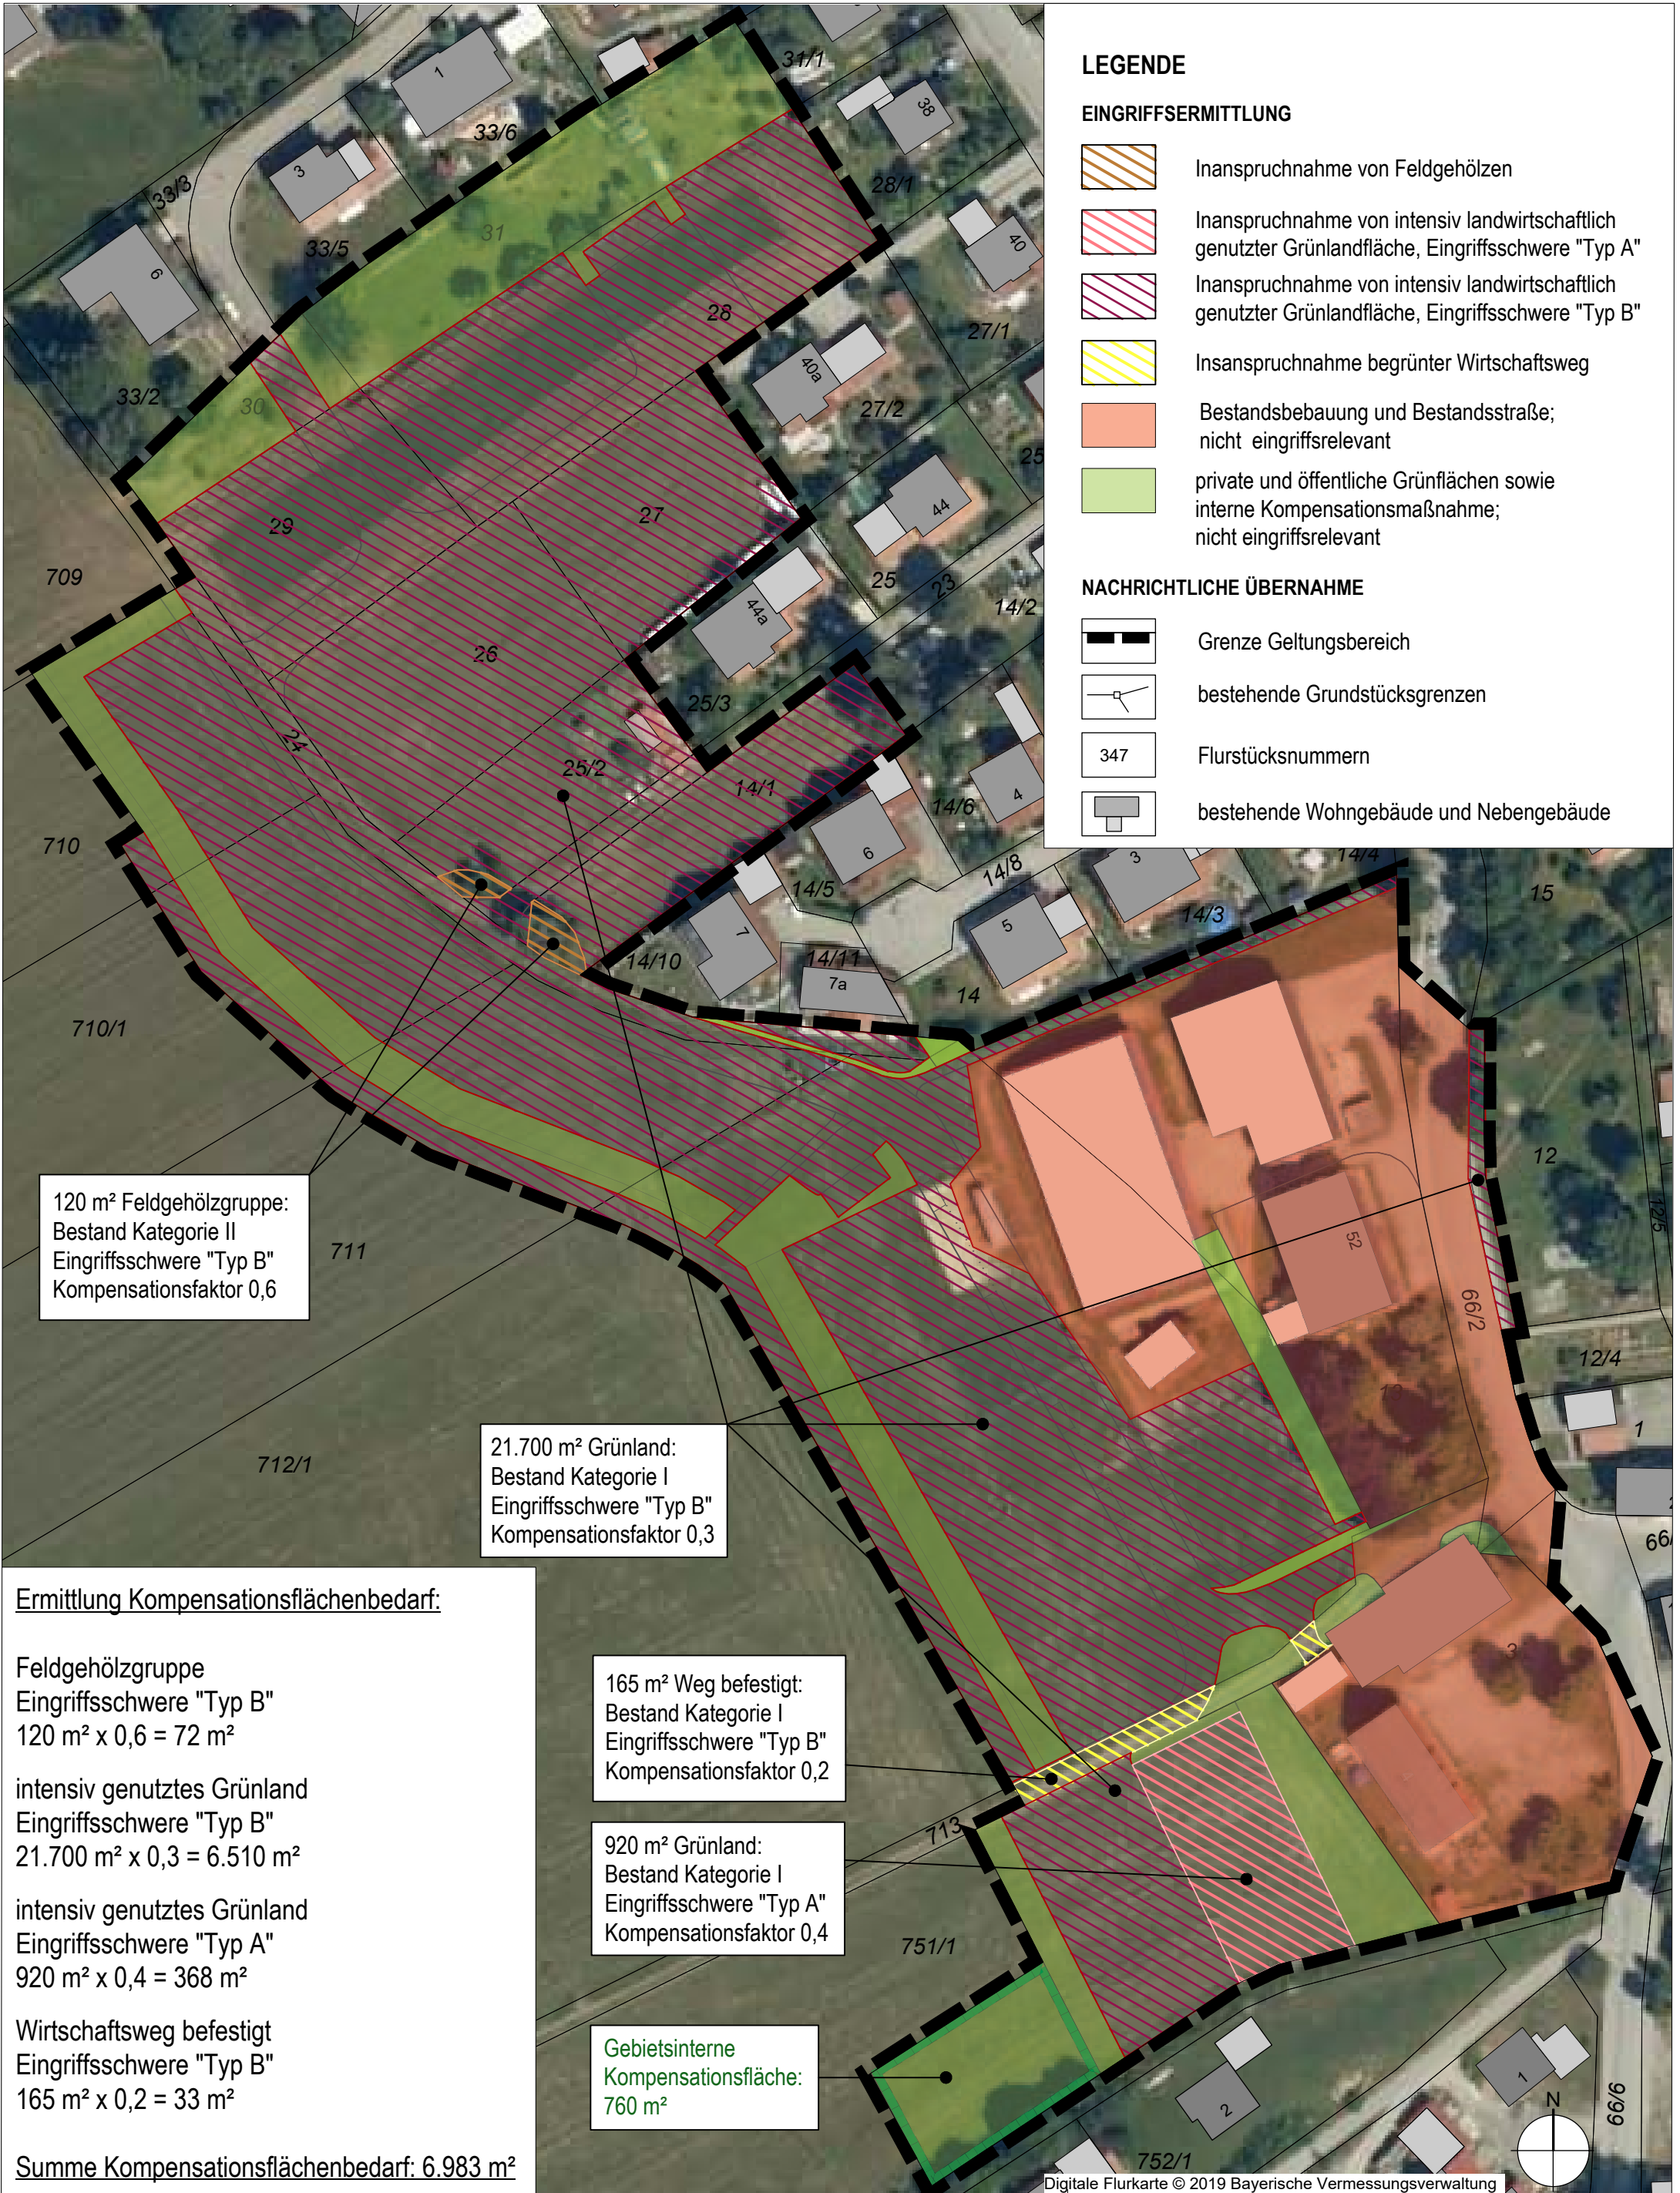 LEGENDE
EINGRIFFSERMITTLUNG
Inanspruchnahme von Feldgehölzen
Inanspruchnahme von intensiv landwirtschaftlich
genutzter Grünlandfläche, Eingriffsschwere "Typ A"
Inanspruchnahme von intensiv landwirtschaftlich
genutzter Grünlandfläche, Eingriffsschwere "Typ B"
Insanspruchnahme begrünter Wirtschaftsweg
Bestandsbebauung und Bestandsstraße;
nicht eingriffsrelevant
private und öffentliche Grünflächen sowie
interne Kompensationsmaßnahme;
nicht eingriffsrelevant
NACHRICHTLICHE ÜBERNAHME
Grenze Geltungsbereich
bestehende Grundstücksgrenzen
347
Flurstücksnummern
bestehende Wohngebäude und Nebengebäude
1
31/1
38
33/6
3
33/3
28/1
33/5
31
40
6
28
27/1
33/2
30
40a
27/2
25
29
27
44
709
25
23
14/2
44a
26
25/3
24
25/2
14/1
14/6
4
710
6
14/8
3
14/4
14/5
15
14/3
7
5
14/10
14/11
7a
14
710/1
12
12/5
711
52
66/2
12/4
1
712/1
66/
3
713
751/1
2
1
66/6
752/1
N
120 m² Feldgehölzgruppe:
Bestand Kategorie II
Eingriffsschwere "Typ B"
Kompensationsfaktor 0,6
21.700 m² Grünland:
Bestand Kategorie I
Eingriffsschwere "Typ B"
Kompensationsfaktor 0,3
165 m² Weg befestigt:
Bestand Kategorie I
Eingriffsschwere "Typ B"
Kompensationsfaktor 0,2
920 m² Grünland:
Bestand Kategorie I
Eingriffsschwere "Typ A"
Kompensationsfaktor 0,4
Gebietsinterne
Kompensationsfläche:
760 m²
Ermittlung Kompensationsflächenbedarf:
Feldgehölzgruppe
Eingriffsschwere "Typ B"
120 m² x 0,6 = 72 m²
intensiv genutztes Grünland
Eingriffsschwere "Typ B"
21.700 m² x 0,3 = 6.510 m²
intensiv genutztes Grünland
Eingriffsschwere "Typ A"
920 m² x 0,4 = 368 m²
Wirtschaftsweg befestigt
Eingriffsschwere "Typ B"
165 m² x 0,2 = 33 m²
Summe Kompensationsflächenbedarf: 6.983 m²
Digitale Flurkarte © 2019 Bayerische Vermessungsverwaltung